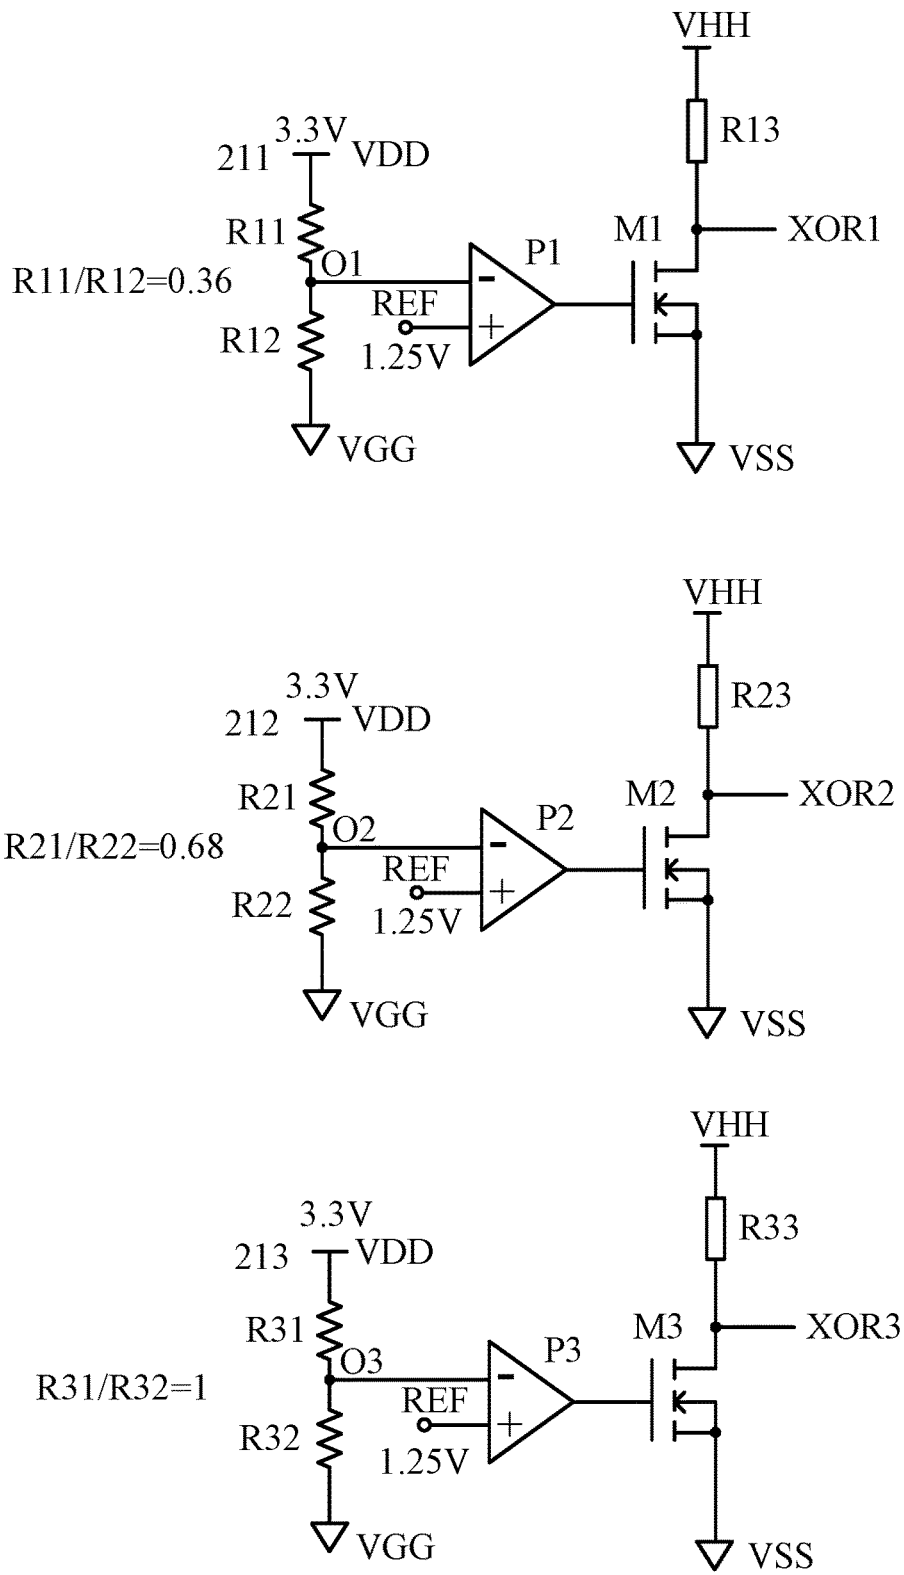 VHH
R13
3.3V
211 VDD
R11
O1
P1
M1
XOR1
R11/R12=0.36
REF
-
+
R12
1.25V
VGG
VSS
VHH
R23
3.3V
212 VDD
R21
O2
P2
M2
XOR2
R21/R22=0.68
REF
-
+
R22
1.25V
VGG
VSS
VHH
R33
3.3V
213 VDD
R31
O3
P3
M3
XOR3
R31/R32=1
REF
-
+
R32
1.25V
VGG
VSS